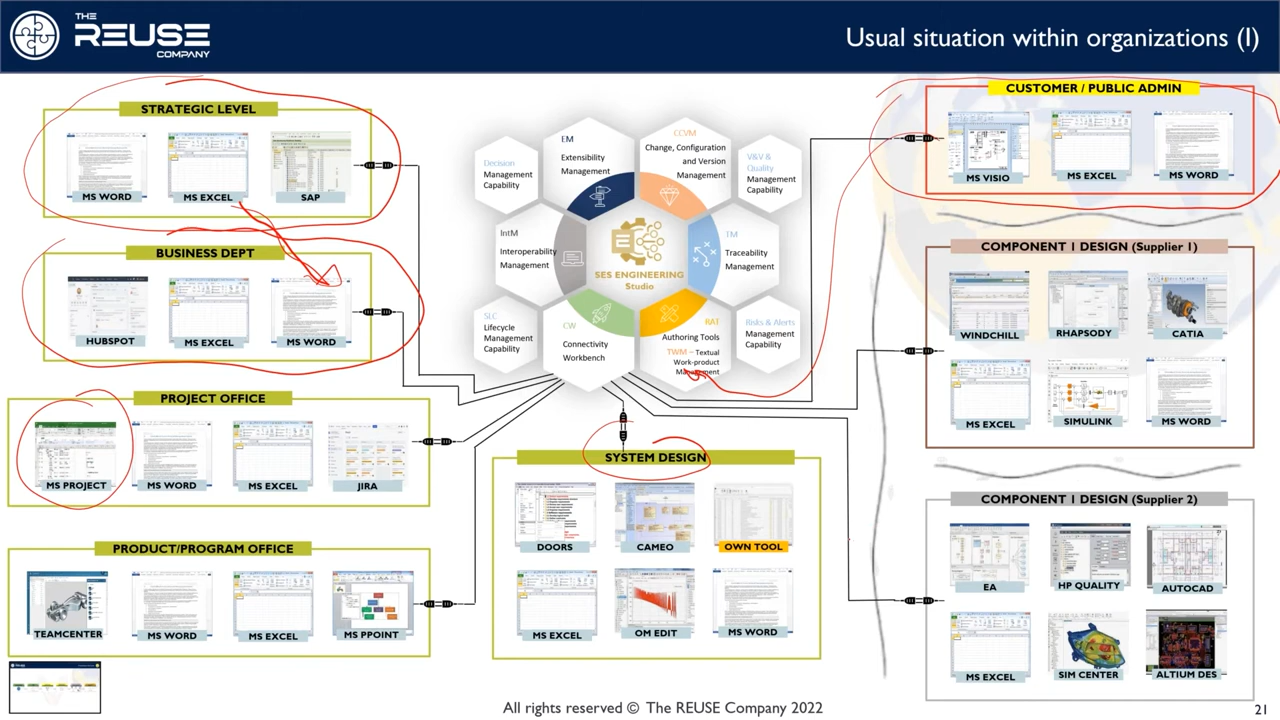 THE
REUSE
COMPANY
Usual situation within organizations (I)
STRATEGIC LEVEL
MS WORD
MS EXCEL
SAP
BUSINESS DEPT
HUBSPOT
MS EXCEL
MS WORD
PROJECT OFFICE
MS PROJECT
MS WORD
MS EXCEL
JIRA
PRODUCT/PROGRAM OFFICE
TEAMCENTER
MS WORD
MS EXCEL
MS PPOINT
Decision
Management
Capability
EM
Extensibility
Management
CCVM
Change, Configuration
and Version
Management
V&V &
Quality
Management
Capability
IntM
Interoperability
Management
SES ENGINEERING
Studio
TM
Traceability
Management
SLC
Lifecycle
Management
Capability
CW
Connectivity
Workbench
RAT
Authoring Tools
TWM – Textual
Work-product
Management
Risks & Alerts
Management
Capability
SYSTEM DESIGN
DOORS
CAMEO
OWN TOOL
MS EXCEL
OM EDIT
MS WORD
CUSTOMER / PUBLIC ADMIN
MS VISIO
MS EXCEL
MS WORD
COMPONENT 1 DESIGN (Supplier 1)
WINDCHILL
RHAPSODY
CATIA
MS EXCEL
SIMULINK
MS WORD
COMPONENT 1 DESIGN (Supplier 2)
EA
HP QUALITY
AUTOCAD
MS EXCEL
SIM CENTER
ALTIUM DES
All rights reserved © The REUSE Company 2022
21